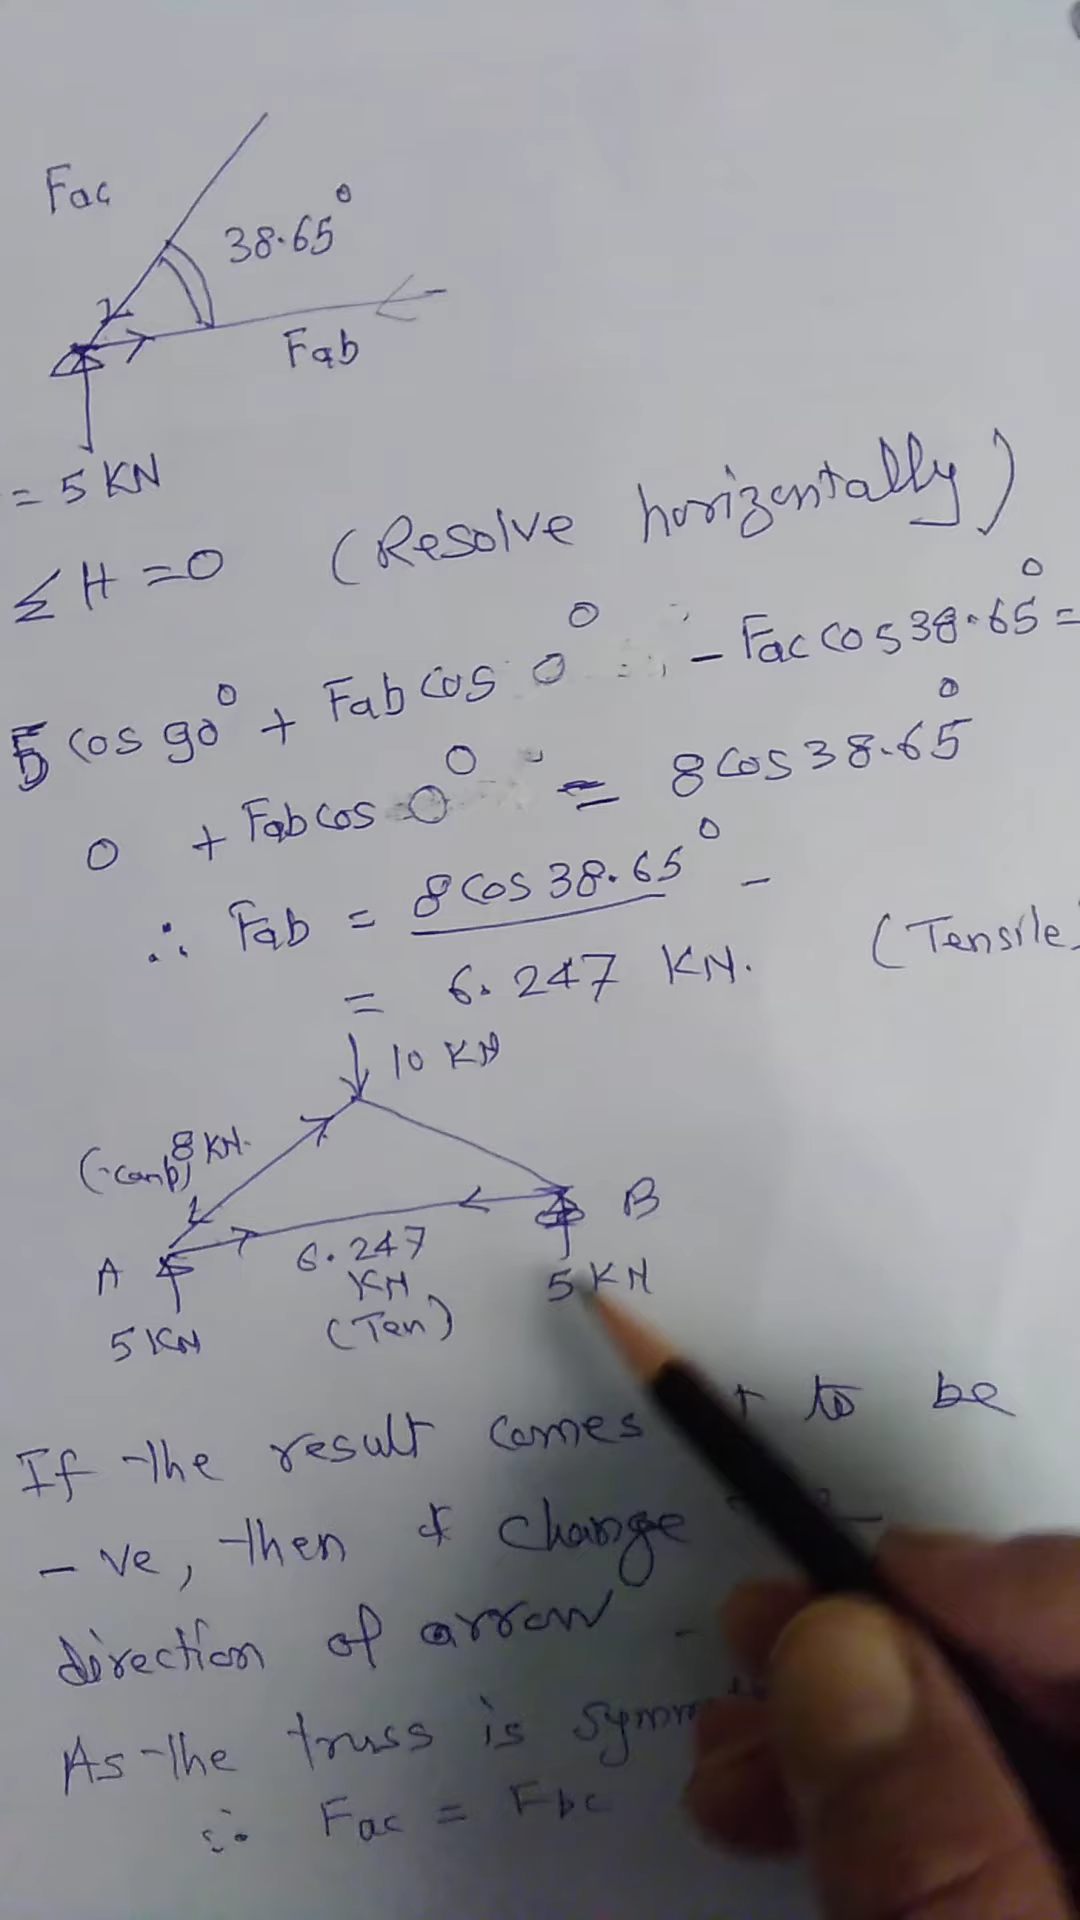 Fac
38.65°
Fab
= 5 KN
ΣH = 0 (Resolve horizontally)
5 cos 90° + Fab cos 0° - Fac cos 38.65° =
0 + Fab cos 0° = 8 cos 38.65°
∴ Fab = 8 cos 38.65° -
= 6.247 KN. (Tensile
10 KN
8 KN.
(comp)
A
B
6.247
KN
(Ten)
5 KN
5 KN
If the result comes to be
- ve, then change
direction of arrow -
As the truss is
∴ Fac = Fbc